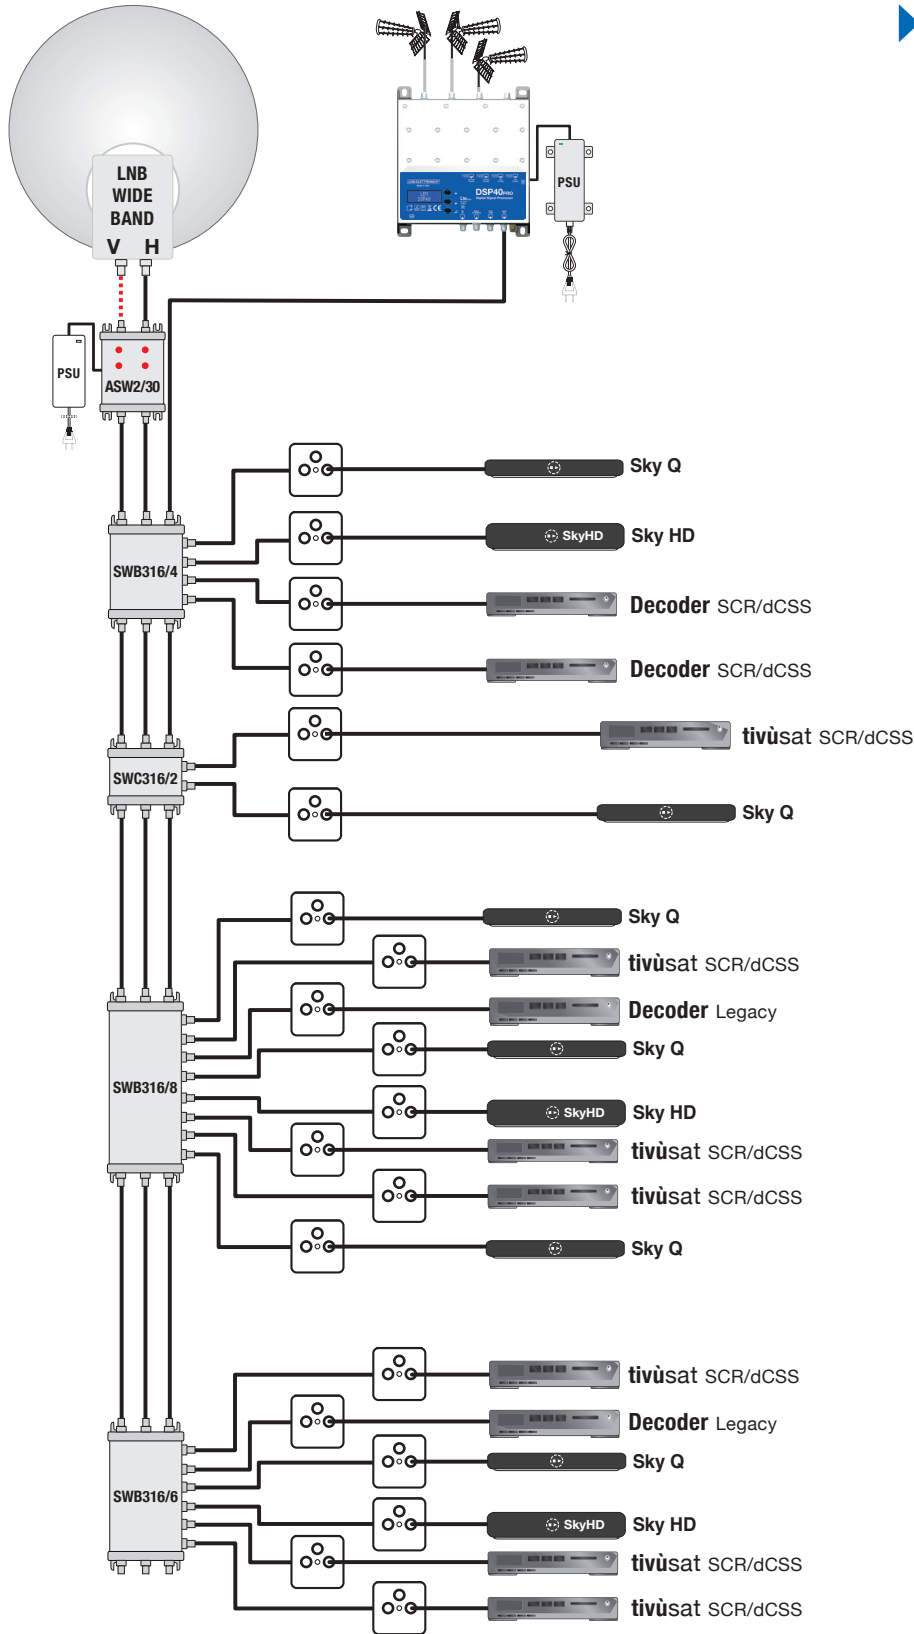 LNB
WIDE
BAND
V H
DSP40PRO
Digital Signal Processor
PSU
PSU
ASW2/30
Sky Q
SWB316/4
SkyHD Sky HD
Decoder SCR/dCSS
Decoder SCR/dCSS
tivùsat SCR/dCSS
SWC316/2
Sky Q
Sky Q
tivùsat SCR/dCSS
Decoder Legacy
Sky Q
SWB316/8
SkyHD Sky HD
tivùsat SCR/dCSS
tivùsat SCR/dCSS
Sky Q
tivùsat SCR/dCSS
Decoder Legacy
Sky Q
SWB316/6
SkyHD Sky HD
tivùsat SCR/dCSS
tivùsat SCR/dCSS